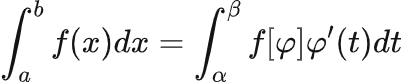 ∫_a^b f(x)dx = ∫_α^β f[φ]φ′(t)dt